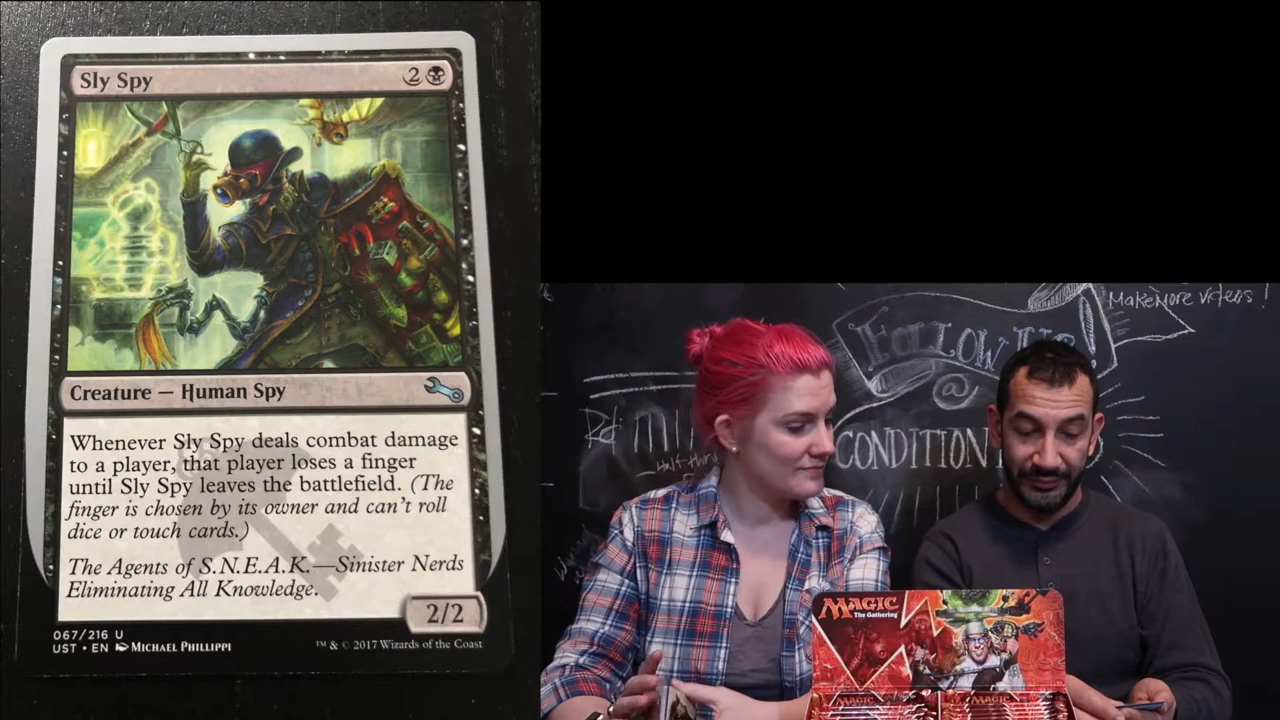 Sly Spy
2
Creature — Human Spy
Whenever Sly Spy deals combat damage
to a player, that player loses a finger
until Sly Spy leaves the battlefield. (The
finger is chosen by its owner and can't roll
dice or touch cards.)
The Agents of S.N.E.A.K.—Sinister Nerds
Eliminating All Knowledge.
2/2
067/216 U
UST • EN MICHAEL PHILLIPPI
™ & © 2017 Wizards of the Coast
Make More videos!
FOLLOW US!
@
CONDITION
MAGIC
The Gathering
MAGIC
MAGIC